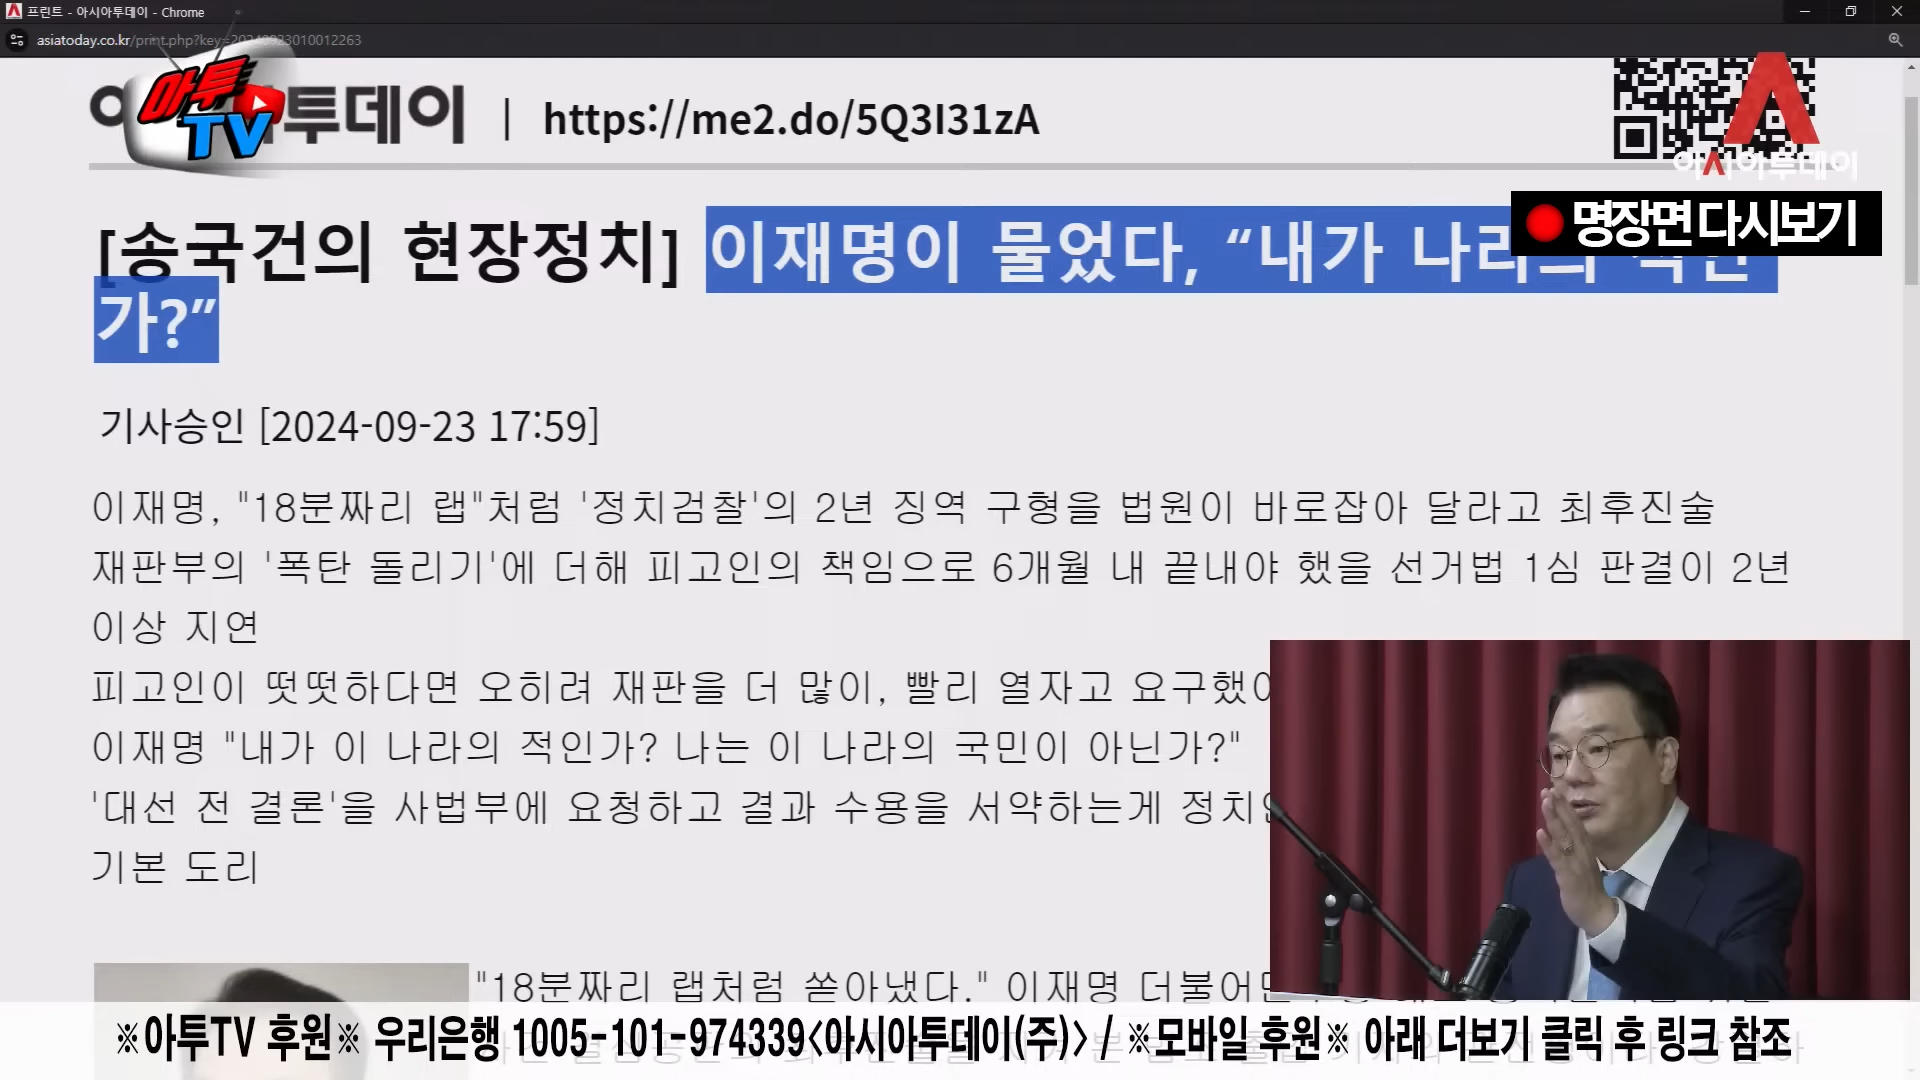 프린트 - 아시아투데이 - Chrome
asiatoday.co.kr/print.php?key=20240923010012263
아투TV
투데이 | https://me2.do/5Q3I31zA
아시아투데이
명장면 다시보기
[송국건의 현장정치] 이재명이 물었다, “내가 나라의 적인
가?”
기사승인 [2024-09-23 17:59]
이재명, "18분짜리 랩"처럼 '정치검찰'의 2년 징역 구형을 법원이 바로잡아 달라고 최후진술
재판부의 '폭탄 돌리기'에 더해 피고인의 책임으로 6개월 내 끝내야 했을 선거법 1심 판결이 2년
이상 지연
피고인이 떳떳하다면 오히려 재판을 더 많이, 빨리 열자고 요구했
이재명 "내가 이 나라의 적인가? 나는 이 나라의 국민이 아닌가?"
'대선 전 결론'을 사법부에 요청하고 결과 수용을 서약하는게
기본 도리
"18분짜리 랩처럼 쏟아냈다." 이재명
※아투TV 후원※ 우리은행 1005-101-974339<아시아투데이(주)> / ※모바일 후원※ 아래 더보기 클릭 후 링크 참조